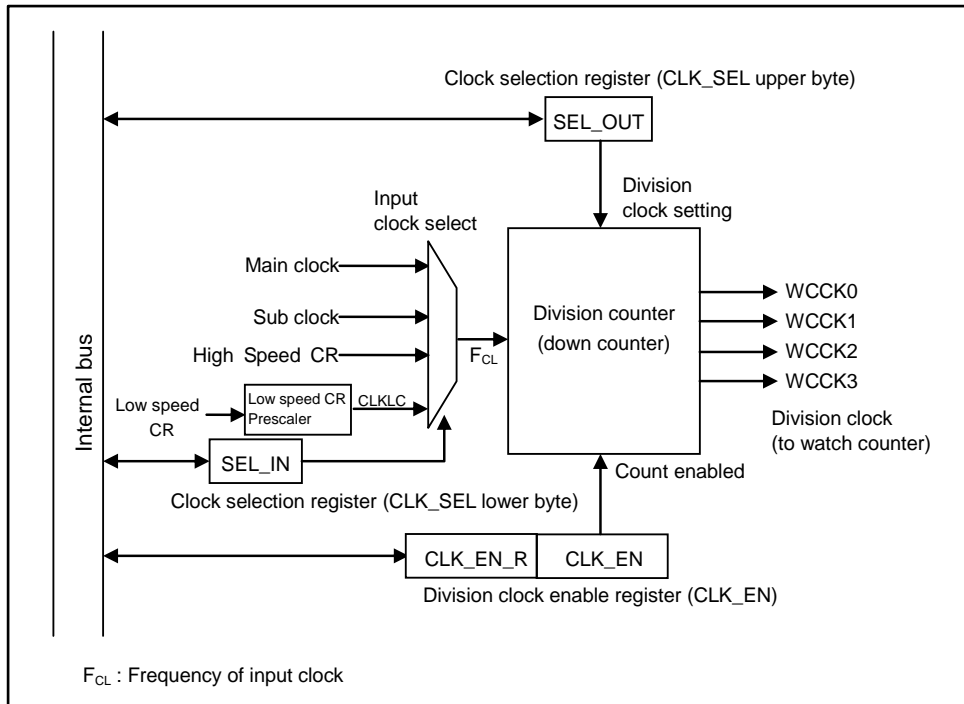 Clock selection register (CLK_SEL upper byte)
SEL_OUT
Division
clock setting
Input
clock select
Main clock
Sub clock
High Speed CR
Low speed
CR
Low speed CR
Prescaler
CLKLC
F_CL
Division counter
(down counter)
WCCK0
WCCK1
WCCK2
WCCK3
Division clock
(to watch counter)
Internal bus
SEL_IN
Clock selection register (CLK_SEL lower byte)
Count enabled
CLK_EN_R
CLK_EN
Division clock enable register (CLK_EN)
F_CL : Frequency of input clock